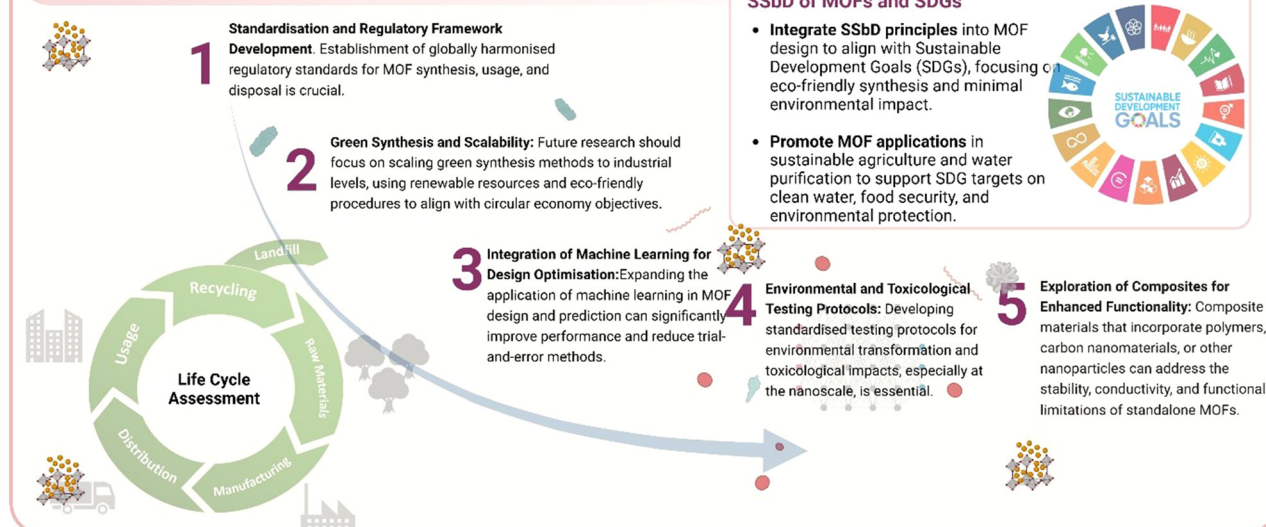 1
Standardisation and Regulatory Framework
Development. Establishment of globally harmonised
regulatory standards for MOF synthesis, usage, and
disposal is crucial.
2
Green Synthesis and Scalability: Future research should
focus on scaling green synthesis methods to industrial
levels, using renewable resources and eco-friendly
procedures to align with circular economy objectives.
3
Integration of Machine Learning for
Design Optimisation:Expanding the
application of machine learning in MOF
design and prediction can significantly
improve performance and reduce trial-
and-error methods.
4
Environmental and Toxicological
Testing Protocols: Developing
standardised testing protocols for
environmental transformation and
toxicological impacts, especially at
the nanoscale, is essential.
5
Exploration of Composites for
Enhanced Functionality: Composite
materials that incorporate polymers,
carbon nanomaterials, or other
nanoparticles can address the
stability, conductivity, and functional
limitations of standalone MOFs.
SSbD of MOFs and SDGs
• Integrate SSbD principles into MOF
design to align with Sustainable
Development Goals (SDGs), focusing on
eco-friendly synthesis and minimal
environmental impact.
• Promote MOF applications in
sustainable agriculture and water
purification to support SDG targets on
clean water, food security, and
environmental protection.
SUSTAINABLE
DEVELOPMENT
GOALS
Landfill
Recycling
Raw Materials
Manufacturing
Distribution
Usage
Life Cycle
Assessment